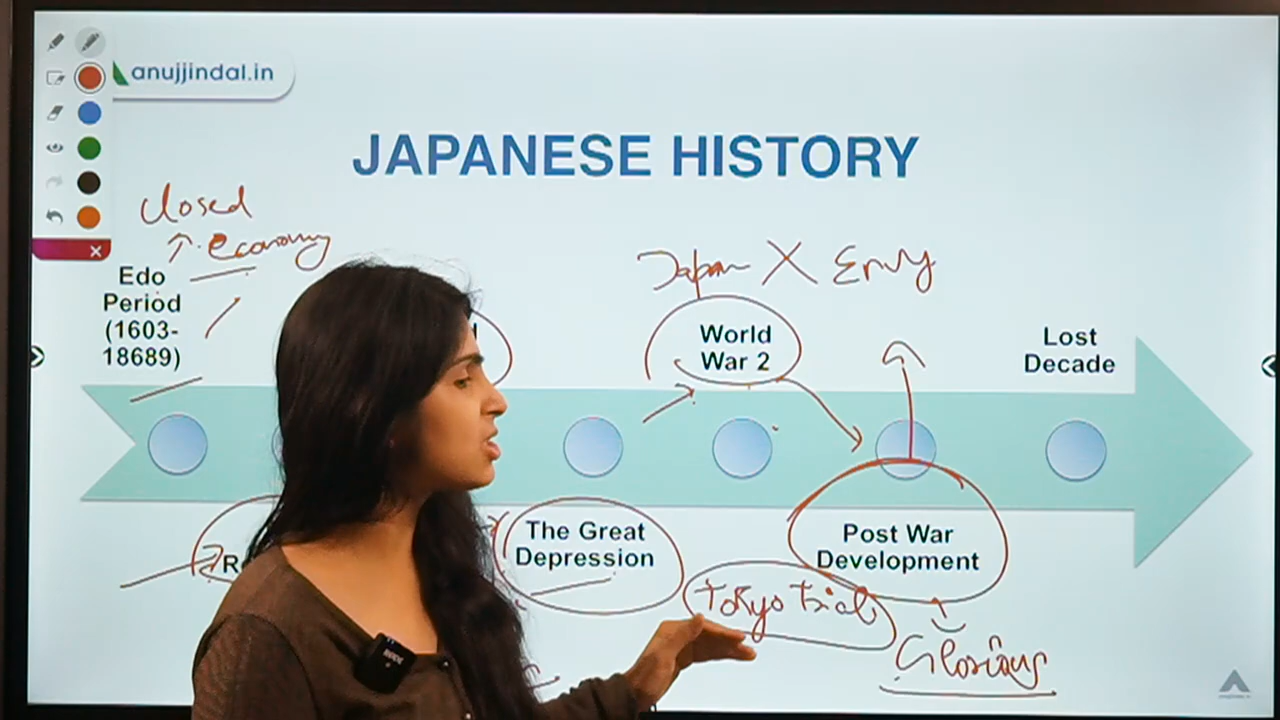 anujjindal.in
JAPANESE HISTORY
closed
↑ economy
Edo
Period
(1603-
18689)
Japan X Envy
World
War 2
Lost
Decade
R
The Great
Depression
Post War
Development
Tokyo Trial
Glorious